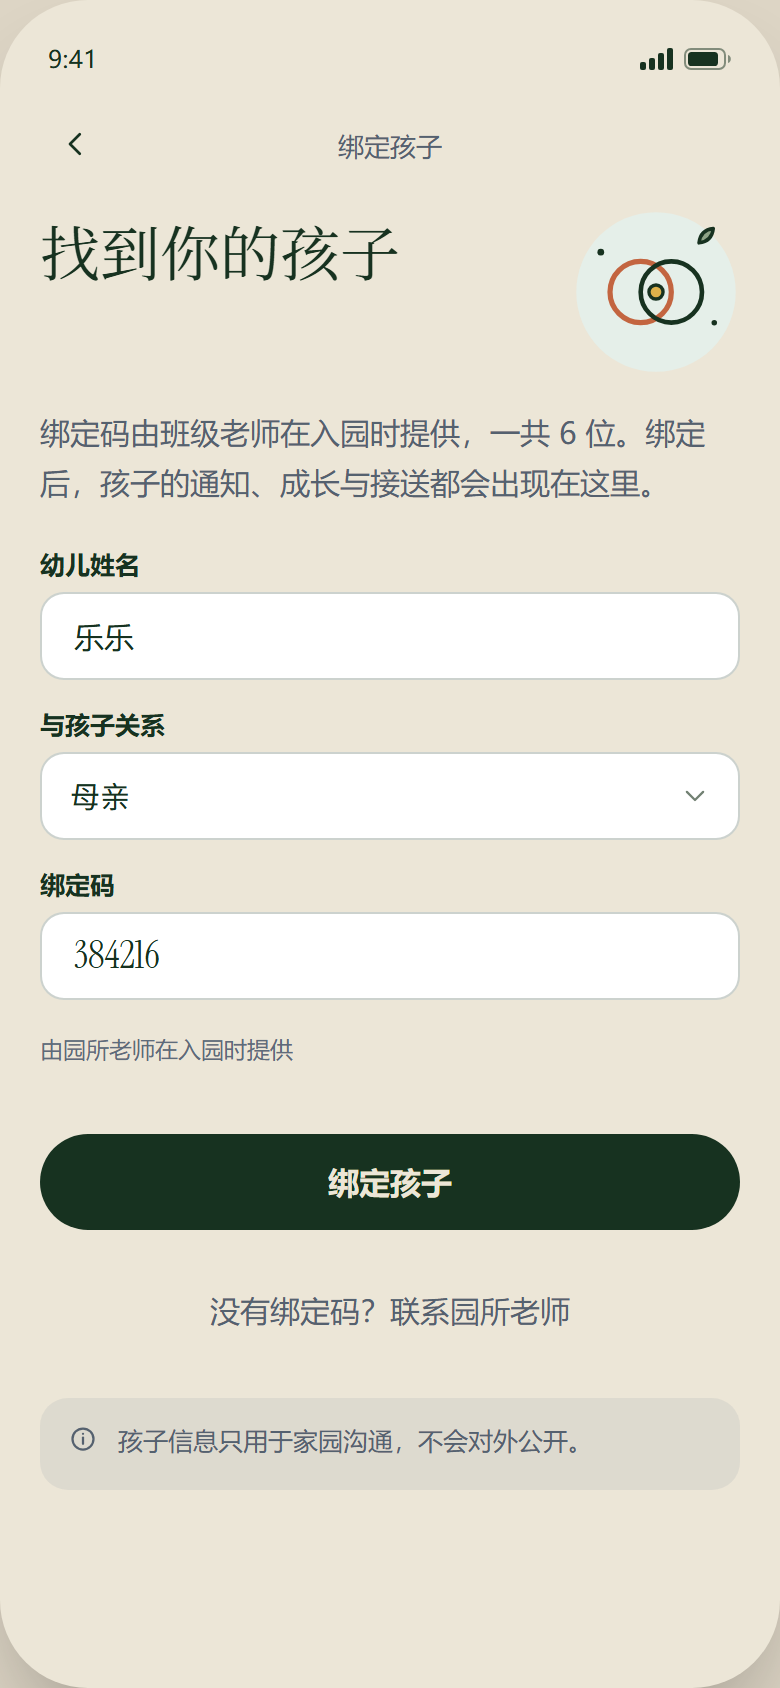 9:41
绑定孩子
找到你的孩子
绑定码由班级老师在入园时提供，一共 6 位。绑定
后，孩子的通知、成长与接送都会出现在这里。
幼儿姓名
乐乐
与孩子关系
母亲
绑定码
384216
由园所老师在入园时提供
绑定孩子
没有绑定码？联系园所老师
孩子信息只用于家园沟通，不会对外公开。